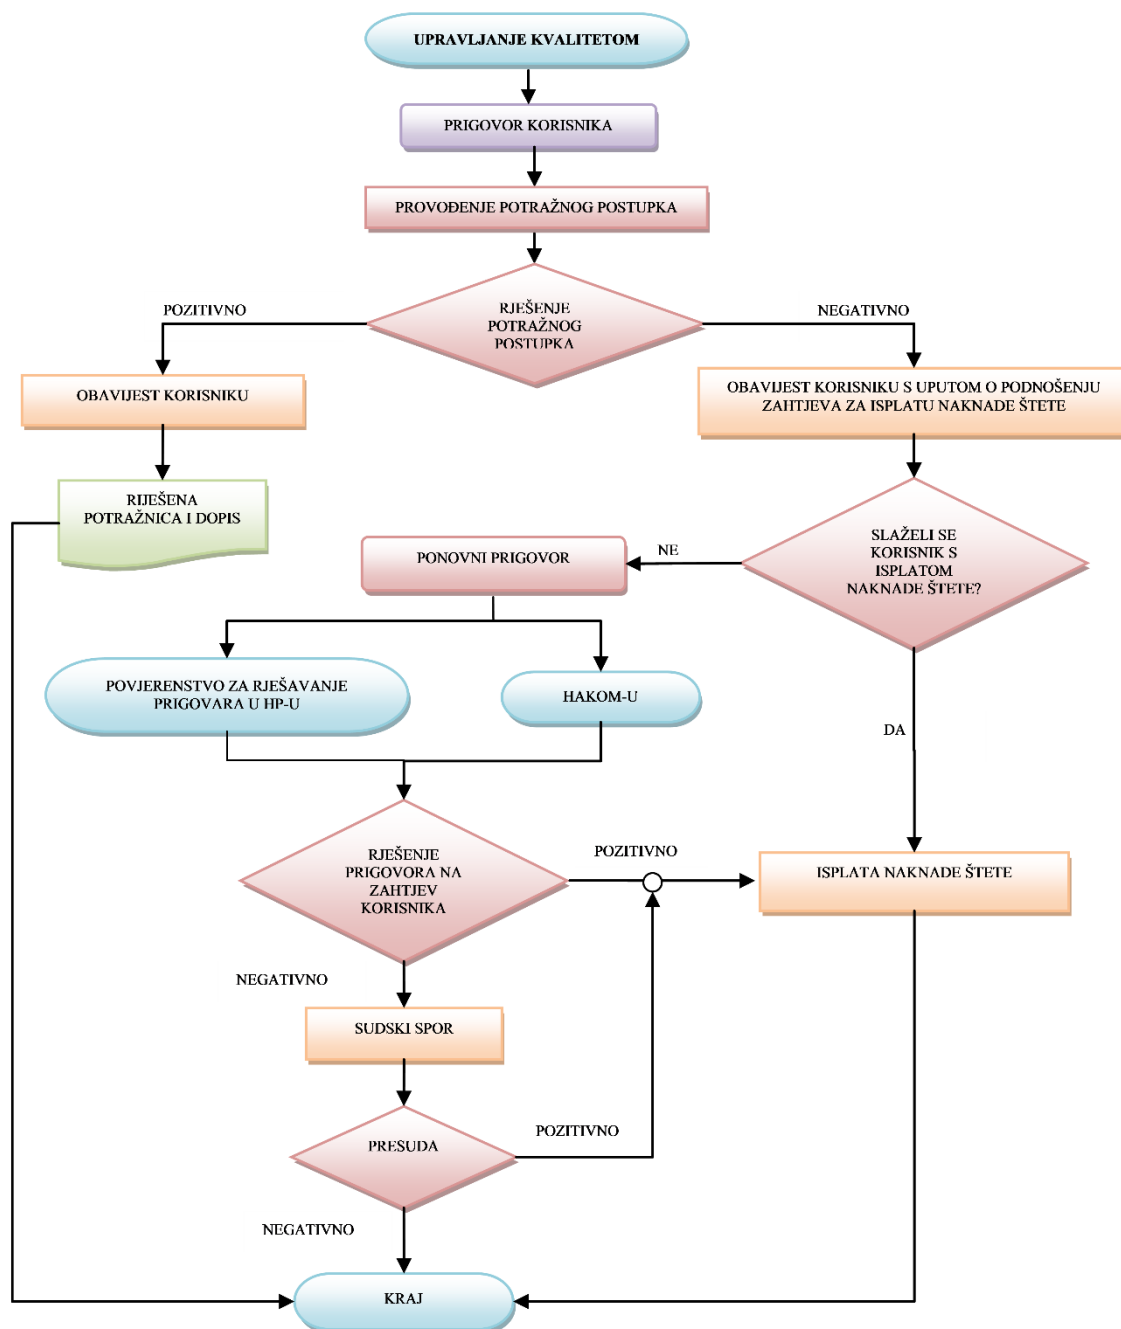 UPRAVLJANJE KVALITETOM
PRIGOVOR KORISNIKA
PROVOĐENJE POTRAŽNOG POSTUPKA
RJEŠENJE
POTRAŽNOG
POSTUPKA
POZITIVNO
NEGATIVNO
OBAVIJEST KORISNIKU
OBAVIJEST KORISNIKU S UPUTOM O PODNOŠENJU
ZAHTJEVA ZA ISPLATU NAKNADE ŠTETE
RIJEŠENA
POTRAŽNICA I DOPIS
SLAŽELI SE
KORISNIK S
ISPLATOM
NAKNADE ŠTETE?
NE
PONOVNI PRIGOVOR
POVJERENSTVO ZA RJEŠAVANJE
PRIGOVARA U HP-U
HAKOM-U
DA
RJEŠENJE
PRIGOVORA NA
ZAHTJEV
KORISNIKA
POZITIVNO
ISPLATA NAKNADE ŠTETE
NEGATIVNO
SUDSKI SPOR
PRESUDA
POZITIVNO
NEGATIVNO
KRAJ